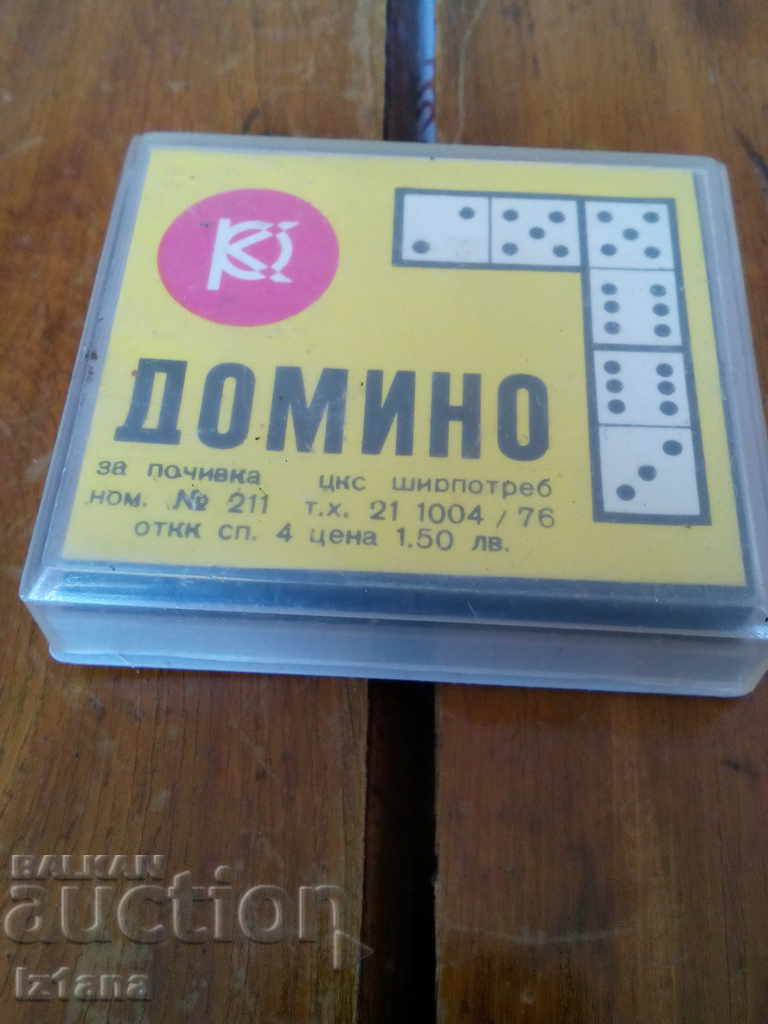 ДОМИНО
за почивка цкс ширпотреб
ном. № 211 т.х. 21 1004 / 76
откк сп. 4 цена 1.50 лв.
BALKAN
auction
Iz1ana